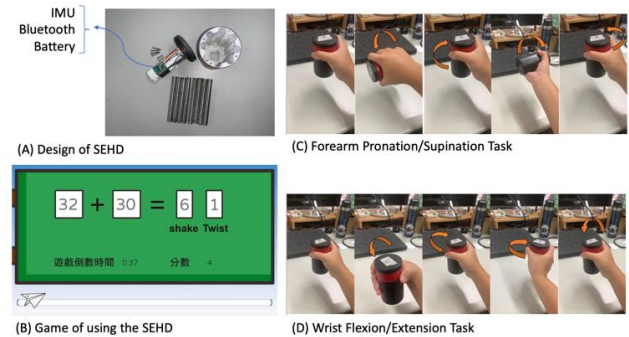 IMU
Bluetooth
Battery
(A) Design of SEHD
32 + 30 = 6 1
shake Twist
遊戲倒數時間 0:37 分數 4
(B) Game of using the SEHD
(C) Forearm Pronation/Supination Task
(D) Wrist Flexion/Extension Task